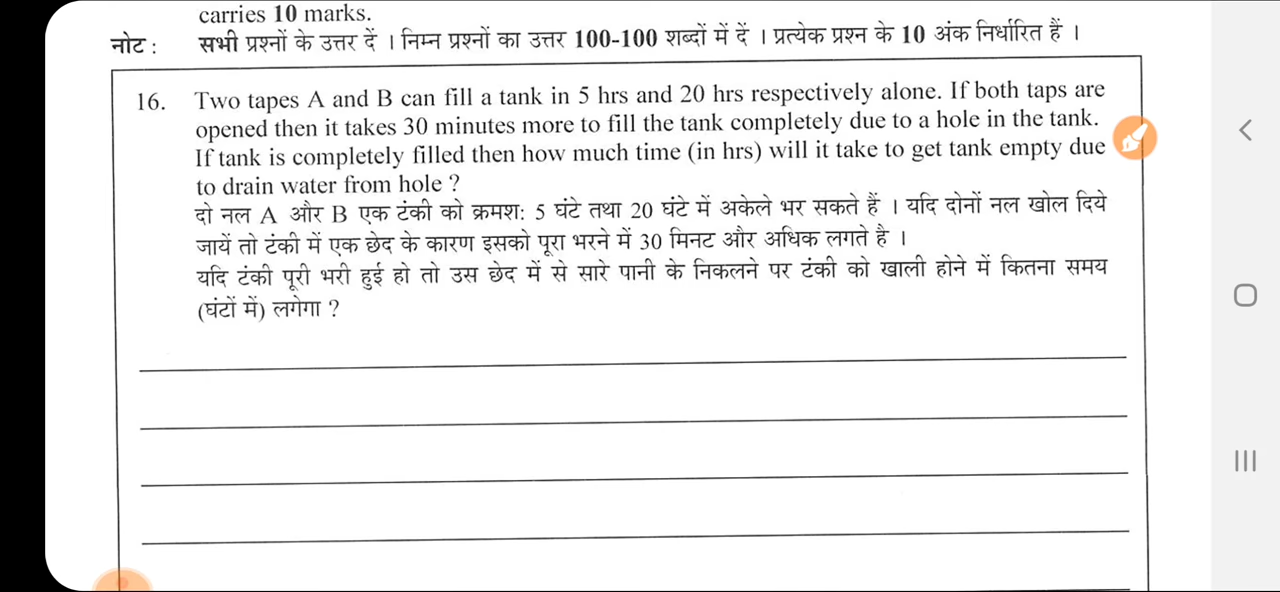 carries 10 marks.
नोट : सभी प्रश्नों के उत्तर दें । निम्न प्रश्नों का उत्तर 100-100 शब्दों में दें । प्रत्येक प्रश्न के 10 अंक निर्धारित हैं ।
16. Two tapes A and B can fill a tank in 5 hrs and 20 hrs respectively alone. If both taps are
opened then it takes 30 minutes more to fill the tank completely due to a hole in the tank.
If tank is completely filled then how much time (in hrs) will it take to get tank empty due
to drain water from hole ?
दो नल A और B एक टंकी को क्रमश: 5 घंटे तथा 20 घंटे में अकेले भर सकते हैं । यदि दोनों नल खोल दिये
जायें तो टंकी में एक छेद के कारण इसको पूरा भरने में 30 मिनट और अधिक लगते है ।
यदि टंकी पूरी भरी हुई हो तो उस छेद में से सारे पानी के निकलने पर टंकी को खाली होने में कितना समय
(घंटों में) लगेगा ?